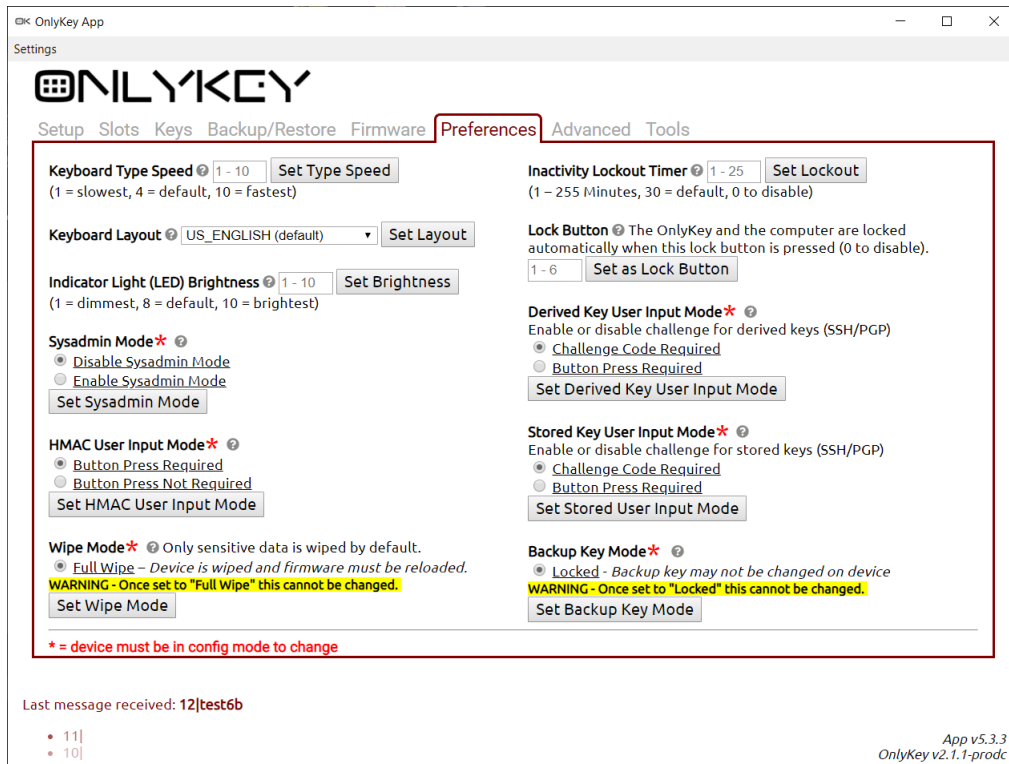 OK OnlyKey App
Settings
ONLYKEY
Setup Slots Keys Backup/Restore Firmware Preferences Advanced Tools
Keyboard Type Speed ? 1 - 10 Set Type Speed
(1 = slowest, 4 = default, 10 = fastest)
Keyboard Layout ? US_ENGLISH (default) Set Layout
Indicator Light (LED) Brightness ? 1 - 10 Set Brightness
(1 = dimmest, 8 = default, 10 = brightest)
Sysadmin Mode* ?
Disable Sysadmin Mode
Enable Sysadmin Mode
Set Sysadmin Mode
HMAC User Input Mode* ?
Button Press Required
Button Press Not Required
Set HMAC User Input Mode
Wipe Mode* ? Only sensitive data is wiped by default.
Full Wipe – Device is wiped and firmware must be reloaded.
WARNING - Once set to "Full Wipe" this cannot be changed.
Set Wipe Mode
Inactivity Lockout Timer ? 1 - 25 Set Lockout
(1 – 255 Minutes, 30 = default, 0 to disable)
Lock Button ? The OnlyKey and the computer are locked
automatically when this lock button is pressed (0 to disable).
1 - 6 Set as Lock Button
Derived Key User Input Mode* ?
Enable or disable challenge for derived keys (SSH/PGP)
Challenge Code Required
Button Press Required
Set Derived Key User Input Mode
Stored Key User Input Mode* ?
Enable or disable challenge for stored keys (SSH/PGP)
Challenge Code Required
Button Press Required
Set Stored User Input Mode
Backup Key Mode* ?
Locked - Backup key may not be changed on device
WARNING - Once set to "Locked" this cannot be changed.
Set Backup Key Mode
* = device must be in config mode to change
Last message received: 12|test6b
• 11|
• 10|
App v5.3.3
OnlyKey v2.1.1-prodc